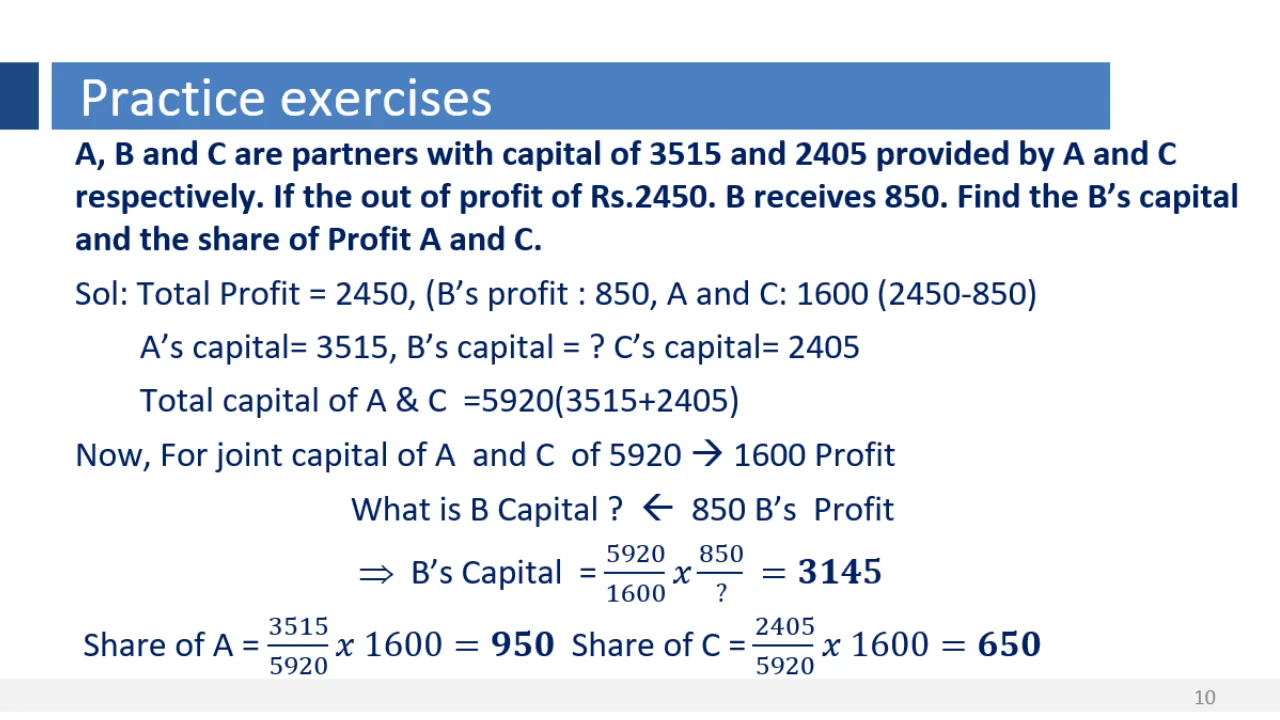 Practice exercises
A, B and C are partners with capital of 3515 and 2405 provided by A and C
respectively. If the out of profit of Rs.2450. B receives 850. Find the B’s capital
and the share of Profit A and C.
Sol: Total Profit = 2450, (B’s profit : 850, A and C: 1600 (2450-850)
A’s capital= 3515, B’s capital = ? C’s capital= 2405
Total capital of A & C =5920(3515+2405)
Now, For joint capital of A and C of 5920 → 1600 Profit
What is B Capital ? ← 850 B’s Profit
⇒ B’s Capital = 5920/1600 x 850/? = 3145
Share of A = 3515/5920 x 1600 = 950 Share of C = 2405/5920 x 1600 = 650
10